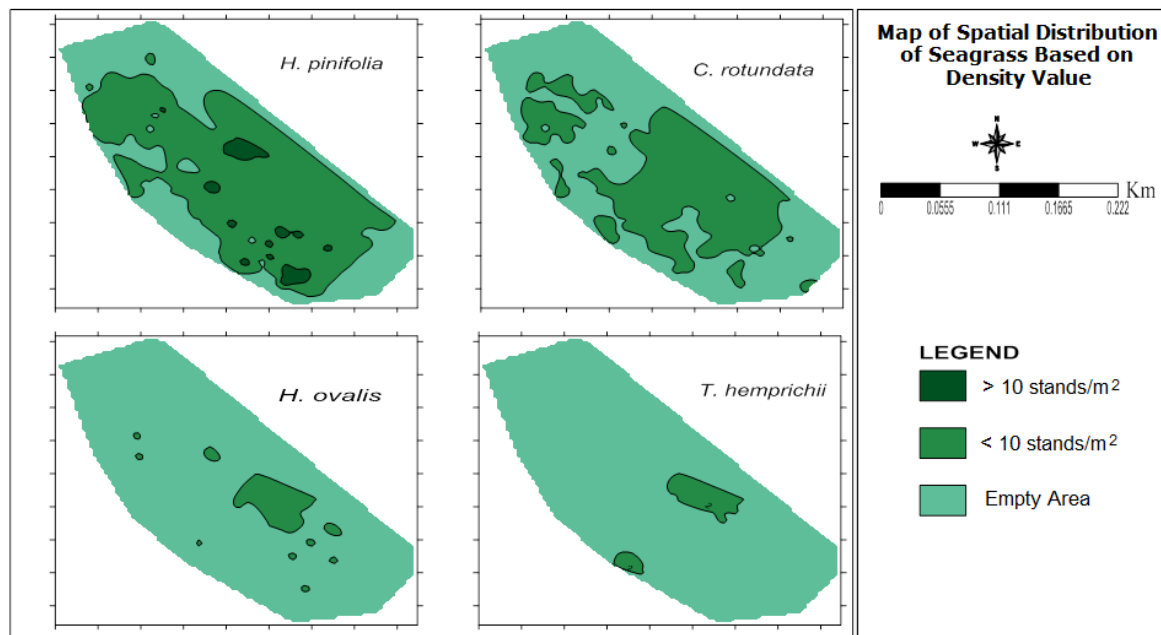 H. pinifolia
C. rotundata
H. ovalis
T. hemprichii
Map of Spatial Distribution
of Seagrass Based on
Density Value
N
W E
S
Km
0 0.0555 0.111 0.1665 0.222
LEGEND
> 10 stands/m²
< 10 stands/m²
Empty Area